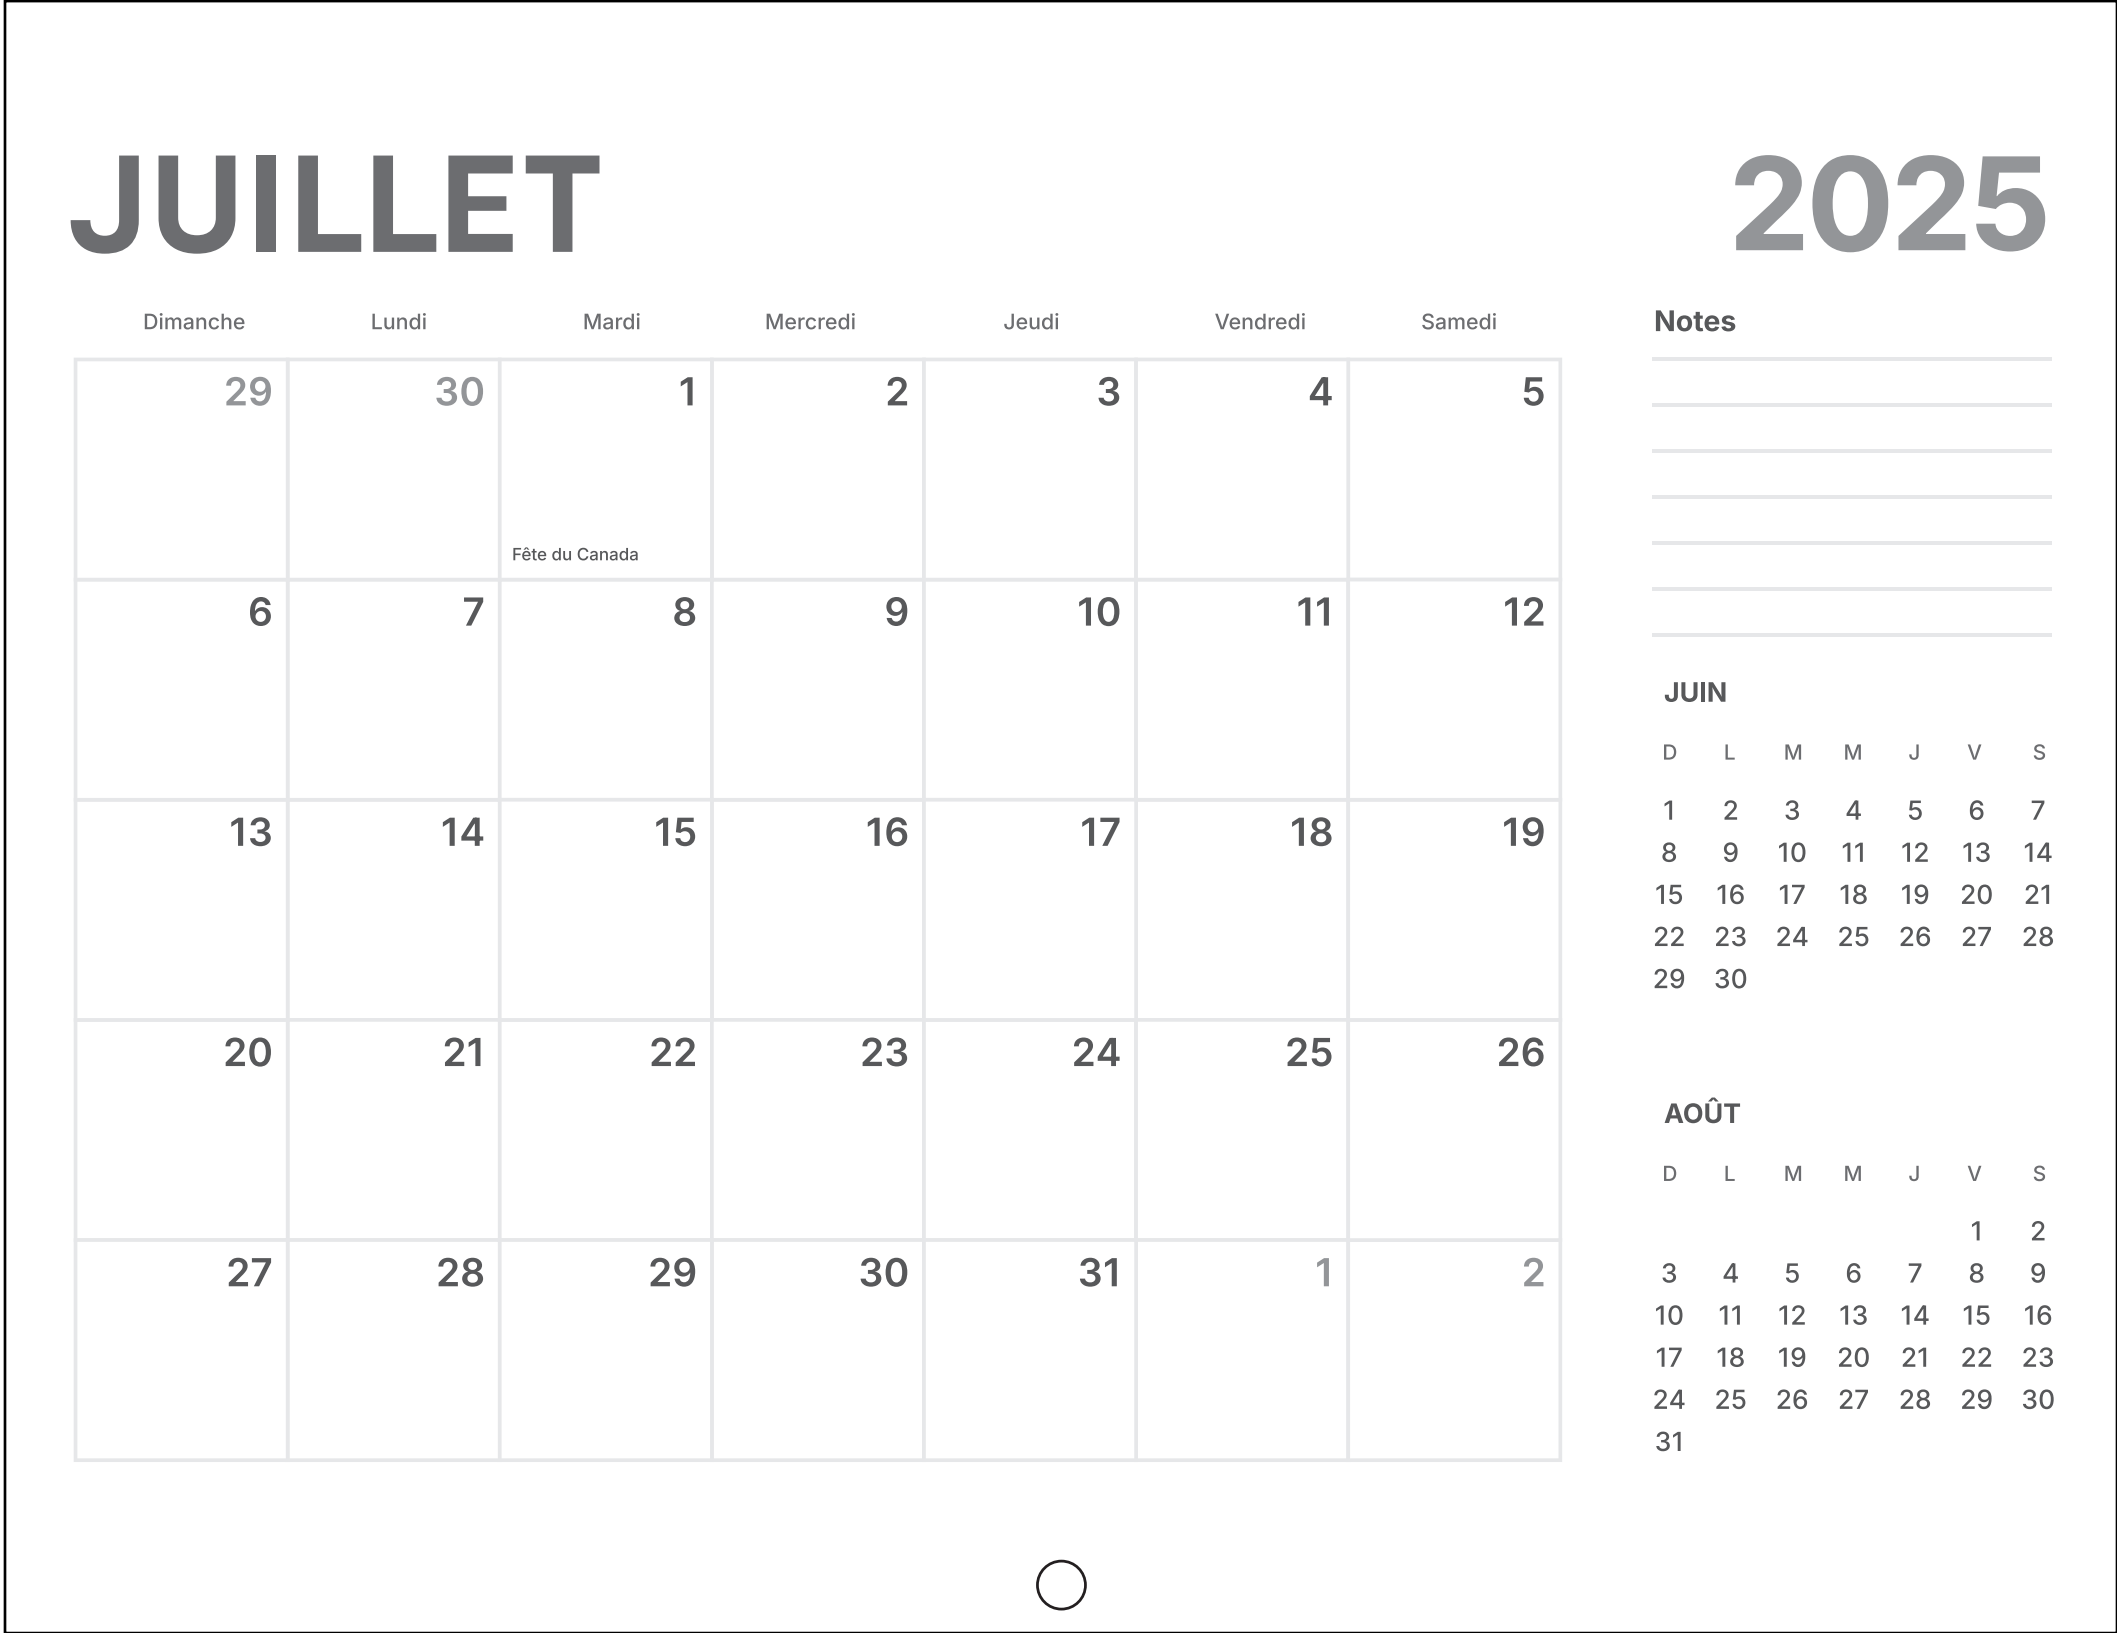 JUILLET
2025
Dimanche Lundi Mardi Mercredi Jeudi Vendredi Samedi
29 30 1 2 3 4 5
Fête du Canada
6 7 8 9 10 11 12
13 14 15 16 17 18 19
20 21 22 23 24 25 26
27 28 29 30 31 1 2
Notes
JUIN
D L M M J V S
1 2 3 4 5 6 7
8 9 10 11 12 13 14
15 16 17 18 19 20 21
22 23 24 25 26 27 28
29 30
AOÛT
D L M M J V S
1 2
3 4 5 6 7 8 9
10 11 12 13 14 15 16
17 18 19 20 21 22 23
24 25 26 27 28 29 30
31